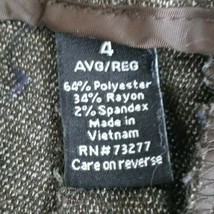 4
AVG/REG
64% Polyester
34% Rayon
2% Spandex
Made in
Vietnam
RN#73277
Care on reverse